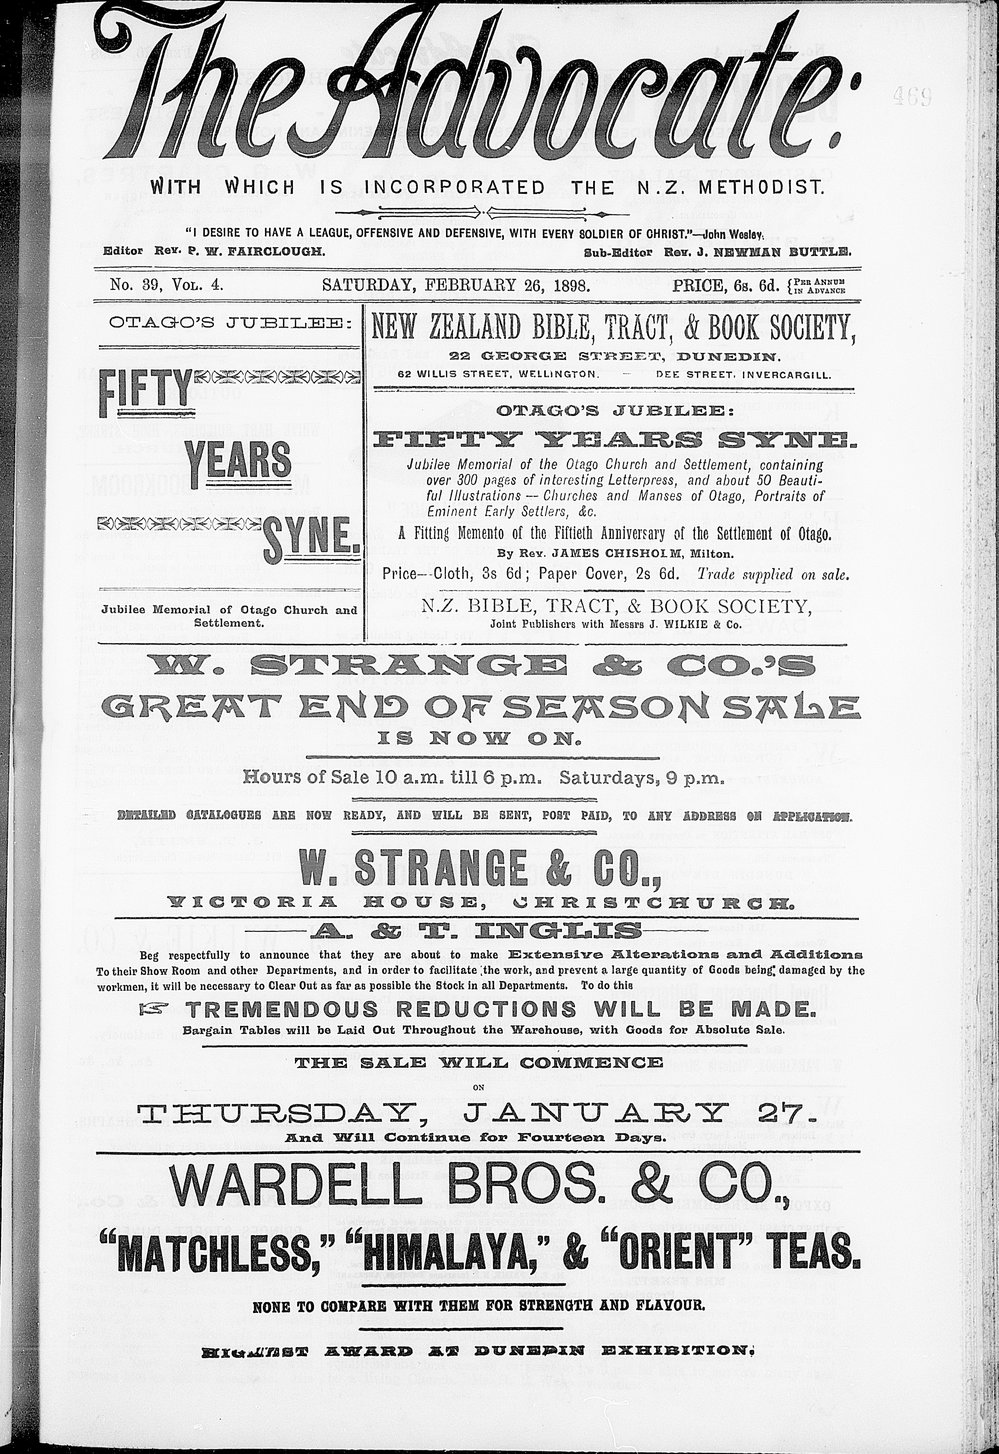 The Advocate:
469
WITH WHICH IS INCORPORATED THE N.Z. METHODIST.
"I DESIRE TO HAVE A LEAGUE, OFFENSIVE AND DEFENSIVE, WITH EVERY SOLDIER OF CHRIST."—John Wesley.
Editor Rev. P. W. FAIRCLOUGH. Sub-Editor Rev. J. NEWMAN BUTTLE.
No. 39, VOL. 4. SATURDAY, FEBRUARY 26, 1898. PRICE, 6s. 6d. {PER ANNUM IN ADVANCE
OTAGO'S JUBILEE:
FIFTY
YEARS
SYNE.
Jubilee Memorial of Otago Church and
Settlement.
NEW ZEALAND BIBLE, TRACT, & BOOK SOCIETY,
22 GEORGE STREET, DUNEDIN.
62 WILLIS STREET, WELLINGTON. — DEE STREET, INVERCARGILL.
OTAGO'S JUBILEE:
FIFTY YEARS SYNE.
Jubilee Memorial of the Otago Church and Settlement, containing
over 300 pages of interesting Letterpress, and about 50 Beauti-
ful Illustrations — Churches and Manses of Otago, Portraits of
Eminent Early Settlers, &c.
A Fitting Memento of the Fiftieth Anniversary of the Settlement of Otago.
By Rev. JAMES CHISHOLM, Milton.
Price—Cloth, 3s 6d; Paper Cover, 2s 6d. Trade supplied on sale.
N.Z. BIBLE, TRACT, & BOOK SOCIETY,
Joint Publishers with Messrs J. WILKIE & Co.
W. STRANGE & CO.'S
GREAT END OF SEASON SALE
IS NOW ON.
Hours of Sale 10 a.m. till 6 p.m. Saturdays, 9 p.m.
DETAILED CATALOGUES ARE NOW READY, AND WILL BE SENT, POST PAID, TO ANY ADDRESS ON APPLICATION.
W. STRANGE & CO.,
VICTORIA HOUSE, CHRISTCHURCH.
A. & T. INGLIS
Beg respectfully to announce that they are about to make Extensive Alterations and Additions
To their Show Room and other Departments, and in order to facilitate the work, and prevent a large quantity of Goods being damaged by the
workmen, it will be necessary to Clear Out as far as possible the Stock in all Departments. To do this
☞ TREMENDOUS REDUCTIONS WILL BE MADE.
Bargain Tables will be Laid Out Throughout the Warehouse, with Goods for Absolute Sale.
THE SALE WILL COMMENCE
ON
THURSDAY, JANUARY 27.
And Will Continue for Fourteen Days.
WARDELL BROS. & CO.,
"MATCHLESS," "HIMALAYA," & "ORIENT" TEAS.
NONE TO COMPARE WITH THEM FOR STRENGTH AND FLAVOUR.
HIGHEST AWARD AT DUNEDIN EXHIBITION.